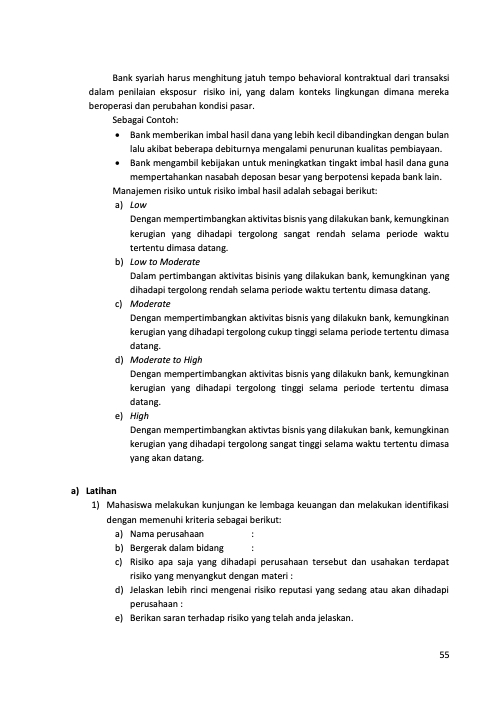 Bank syariah harus menghitung jatuh tempo behavioral kontraktual dari transaksi
dalam penilaian eksposur risiko ini, yang dalam konteks lingkungan dimana mereka
beroperasi dan perubahan kondisi pasar.
Sebagai Contoh:
• Bank memberikan imbal hasil dana yang lebih kecil dibandingkan dengan bulan
lalu akibat beberapa debiturnya mengalami penurunan kualitas pembiayaan.
• Bank mengambil kebijakan untuk meningkatkan tingakt imbal hasil dana guna
mempertahankan nasabah deposan besar yang berpotensi kepada bank lain.
Manajemen risiko untuk risiko imbal hasil adalah sebagai berikut:
a) Low
Dengan mempertimbangkan aktivitas bisnis yang dilakukan bank, kemungkinan
kerugian yang dihadapi tergolong sangat rendah selama periode waktu
tertentu dimasa datang.
b) Low to Moderate
Dalam pertimbangan aktivitas bisinis yang dilakukan bank, kemungkinan yang
dihadapi tergolong rendah selama periode waktu tertentu dimasa datang.
c) Moderate
Dengan mempertimbangkan aktivitas bisnis yang dilakukn bank, kemungkinan
kerugian yang dihadapi tergolong cukup tinggi selama periode tertentu dimasa
datang.
d) Moderate to High
Dengan mempertimbangkan aktivitas bisnis yang dilakukn bank, kemungkinan
kerugian yang dihadapi tergolong tinggi selama periode tertentu dimasa
datang.
e) High
Dengan mempertimbangkan aktivtas bisnis yang dilakukan bank, kemungkinan
kerugian yang dihadapi tergolong sangat tinggi selama waktu tertentu dimasa
yang akan datang.
a) Latihan
1) Mahasiswa melakukan kunjungan ke lembaga keuangan dan melakukan identifikasi
dengan memenuhi kriteria sebagai berikut:
a) Nama perusahaan :
b) Bergerak dalam bidang :
c) Risiko apa saja yang dihadapi perusahaan tersebut dan usahakan terdapat
risiko yang menyangkut dengan materi :
d) Jelaskan lebih rinci mengenai risiko reputasi yang sedang atau akan dihadapi
perusahaan :
e) Berikan saran terhadap risiko yang telah anda jelaskan.
55